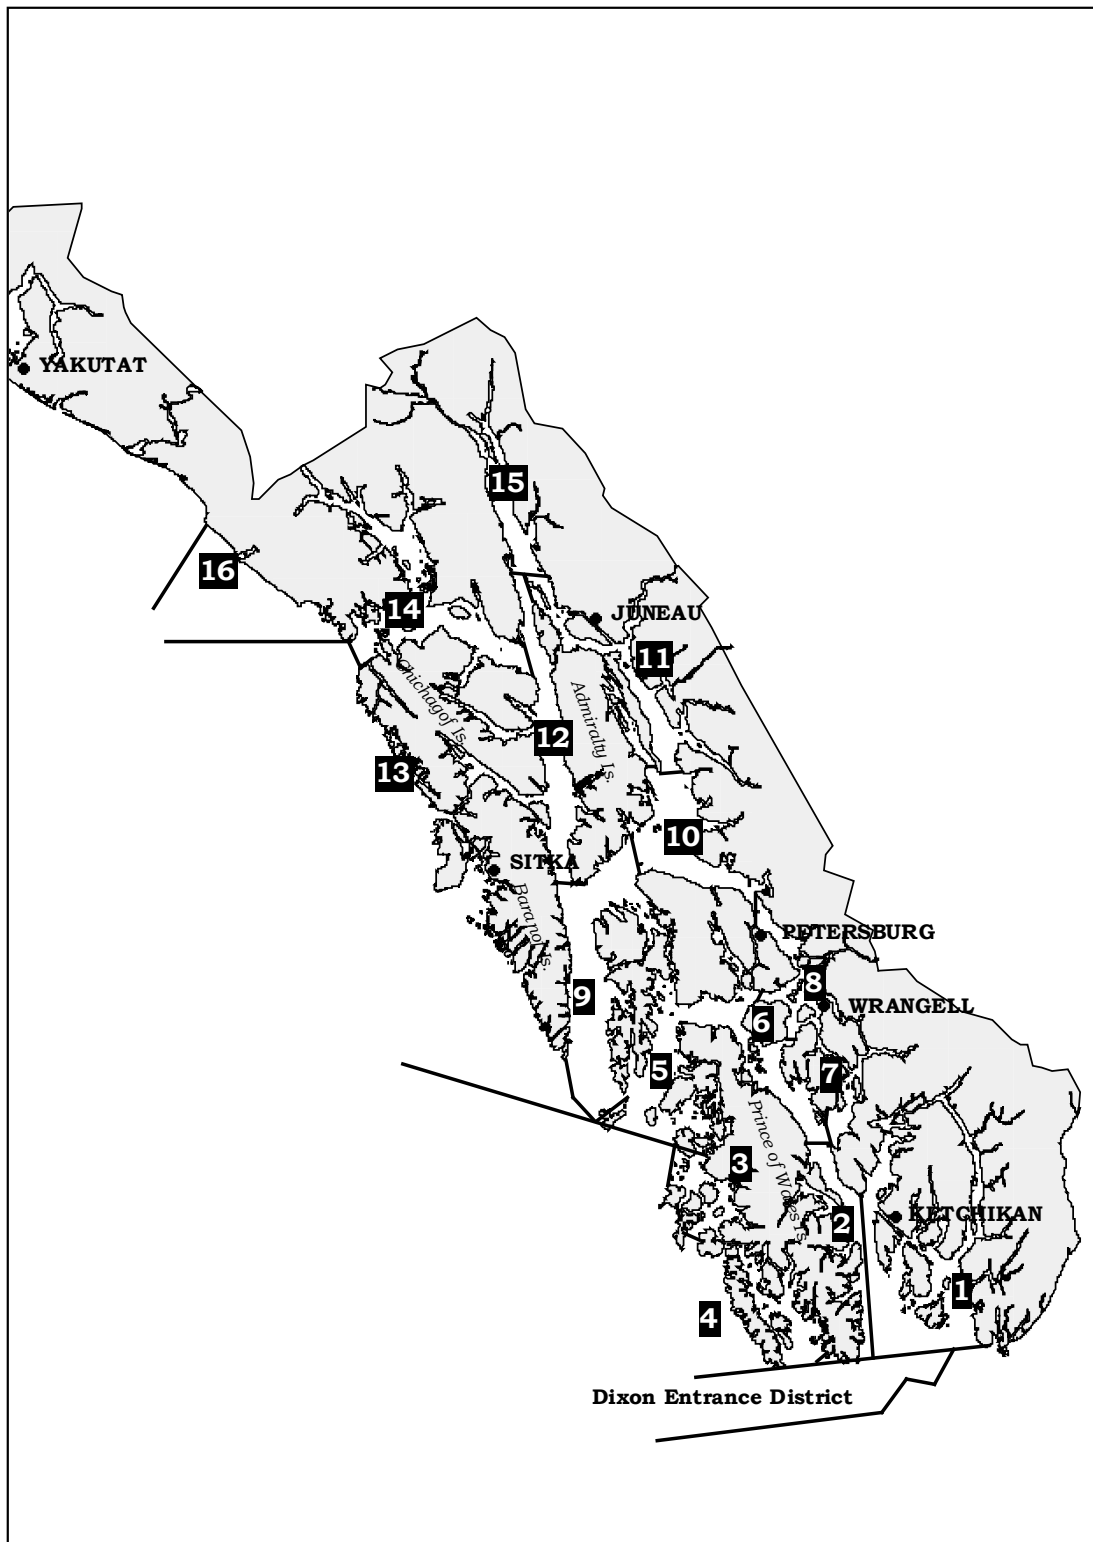 YAKUTAT
15
16
14
JUNEAU
11
Chichagof Is.
Admiralty Is.
12
13
10
SITKA
Baranof Is.
PETERSBURG
8
9
WRANGELL
6
5
7
Prince of Wales Is.
3
2
KETCHIKAN
1
4
Dixon Entrance District